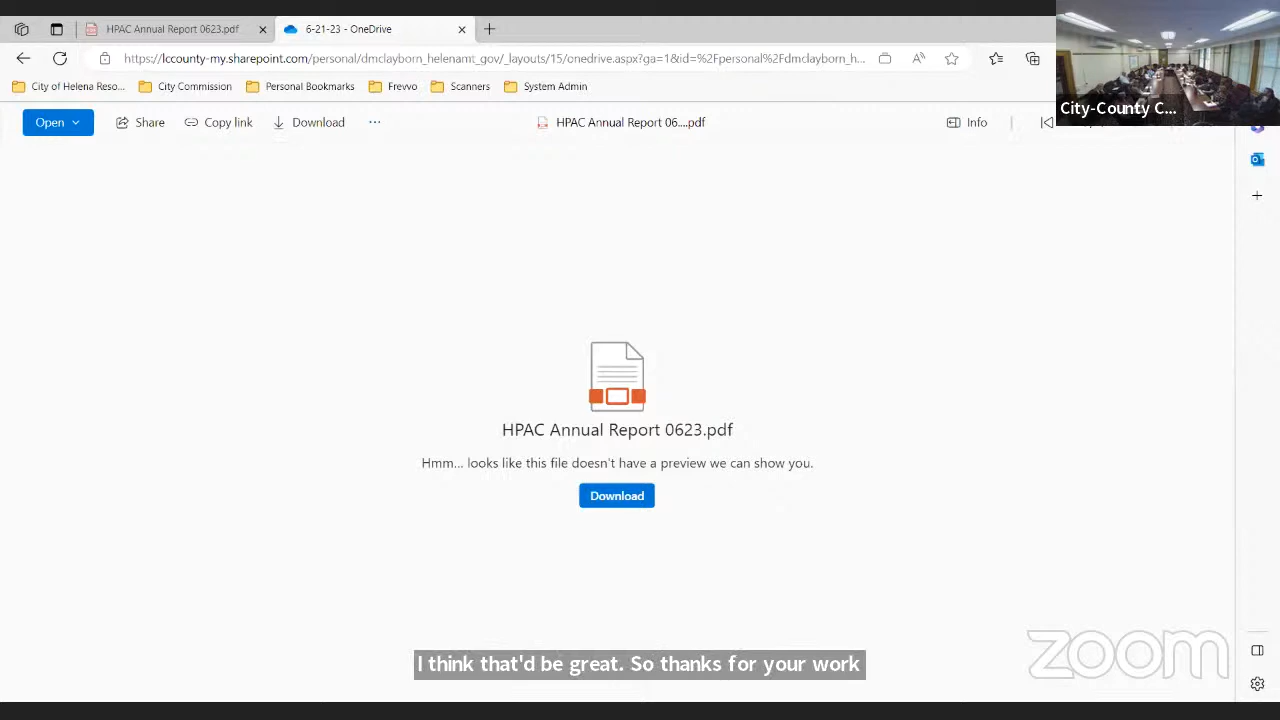 HPAC Annual Report 0623.pdf
6-21-23 - OneDrive
https://lccounty-my.sharepoint.com/personal/dmclayborn_helenamt_gov/_layouts/15/onedrive.aspx?ga=1&id=%2Fpersonal%2Fdmclayborn_h...
City of Helena Reso...
City Commission
Personal Bookmarks
Frevvo
Scanners
System Admin
City-County C...
Open
Share
Copy link
Download
HPAC Annual Report 06....pdf
Info
HPAC Annual Report 0623.pdf
Hmm... looks like this file doesn't have a preview we can show you.
Download
I think that'd be great. So thanks for your work
zoom